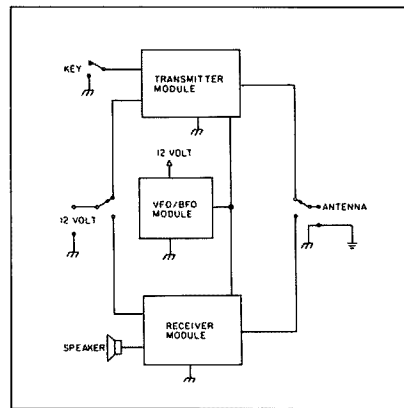 KEY
TRANSMITTER
MODULE
12 VOLT
VFO/BFO
MODULE
12 VOLT
ANTENNA
RECEIVER
MODULE
SPEAKER